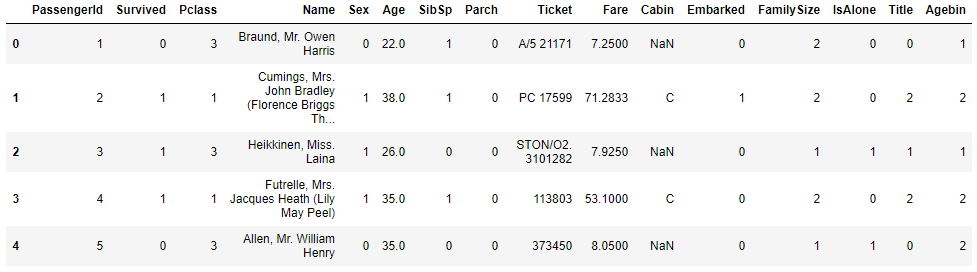 PassengerId Survived Pclass Name Sex Age SibSp Parch Ticket Fare Cabin Embarked FamilySize IsAlone Title Agebin
0 1 0 3 Braund, Mr. Owen Harris 0 22.0 1 0 A/5 21171 7.2500 NaN 0 2 0 0 1
1 2 1 1 Cumings, Mrs. John Bradley (Florence Briggs Th... 1 38.0 1 0 PC 17599 71.2833 C 1 2 0 2 2
2 3 1 3 Heikkinen, Miss. Laina 1 26.0 0 0 STON/O2. 3101282 7.9250 NaN 0 1 1 1 1
3 4 1 1 Futrelle, Mrs. Jacques Heath (Lily May Peel) 1 35.0 1 0 113803 53.1000 C 0 2 0 2 2
4 5 0 3 Allen, Mr. William Henry 0 35.0 0 0 373450 8.0500 NaN 0 1 1 0 2